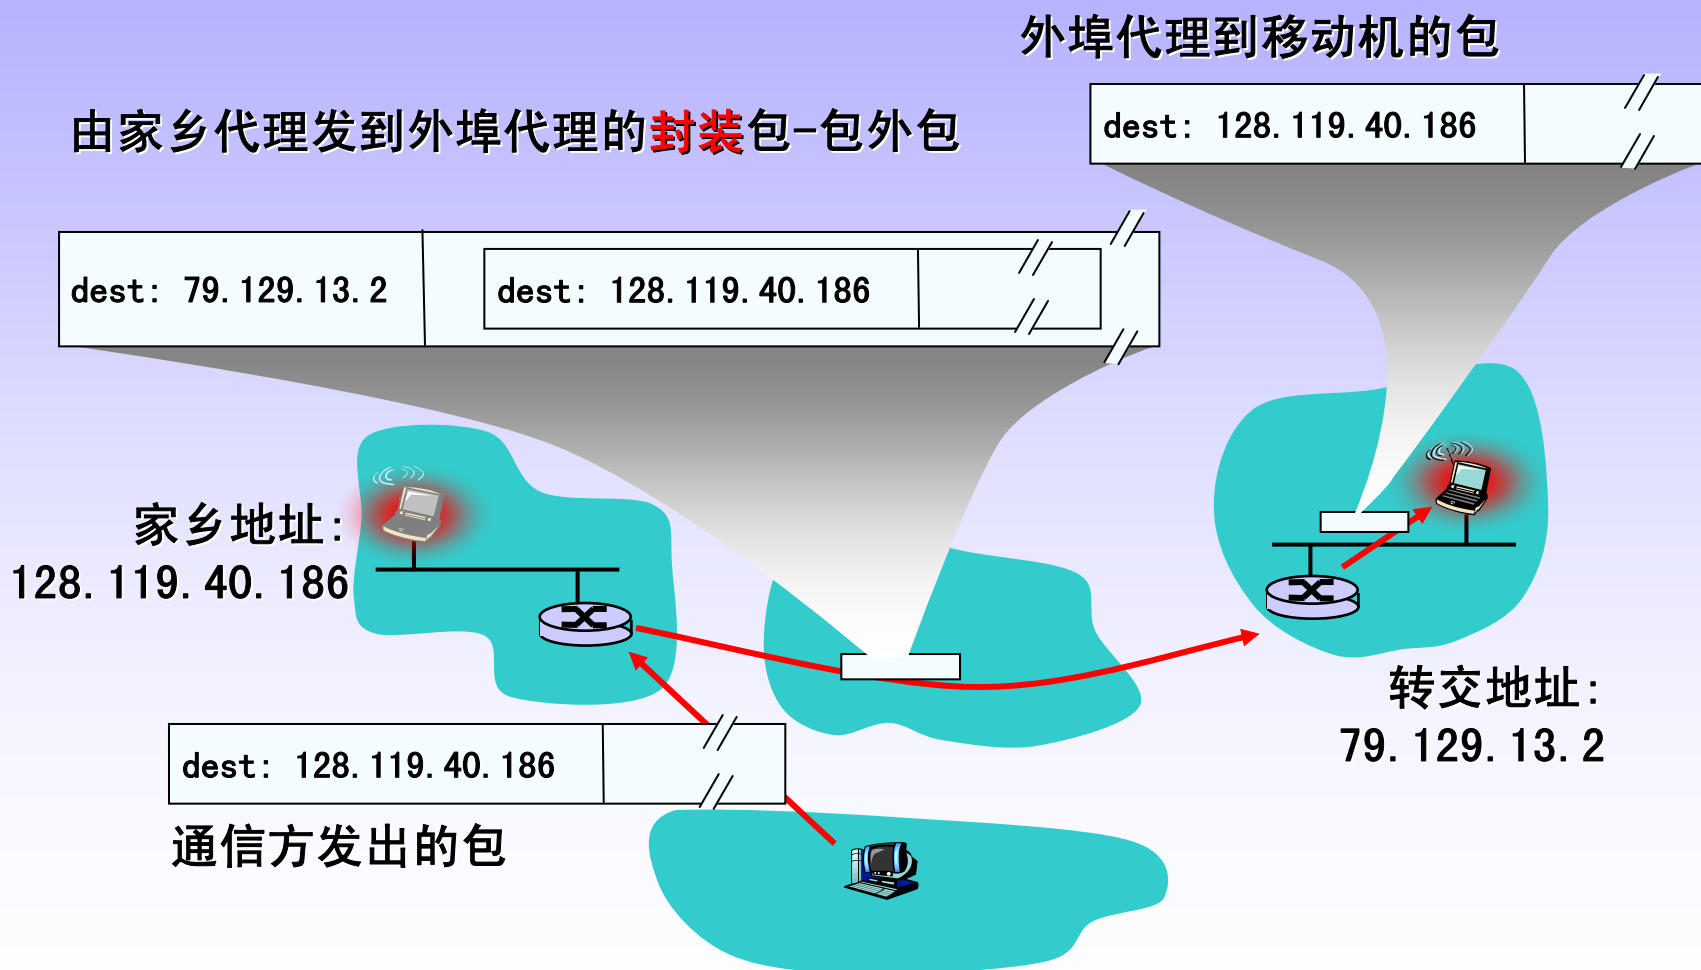 外埠代理到移动机的包
dest: 128.119.40.186
由家乡代理发到外埠代理的封装包-包外包
dest: 79.129.13.2
dest: 128.119.40.186
家乡地址:
128.119.40.186
转交地址:
79.129.13.2
dest: 128.119.40.186
通信方发出的包